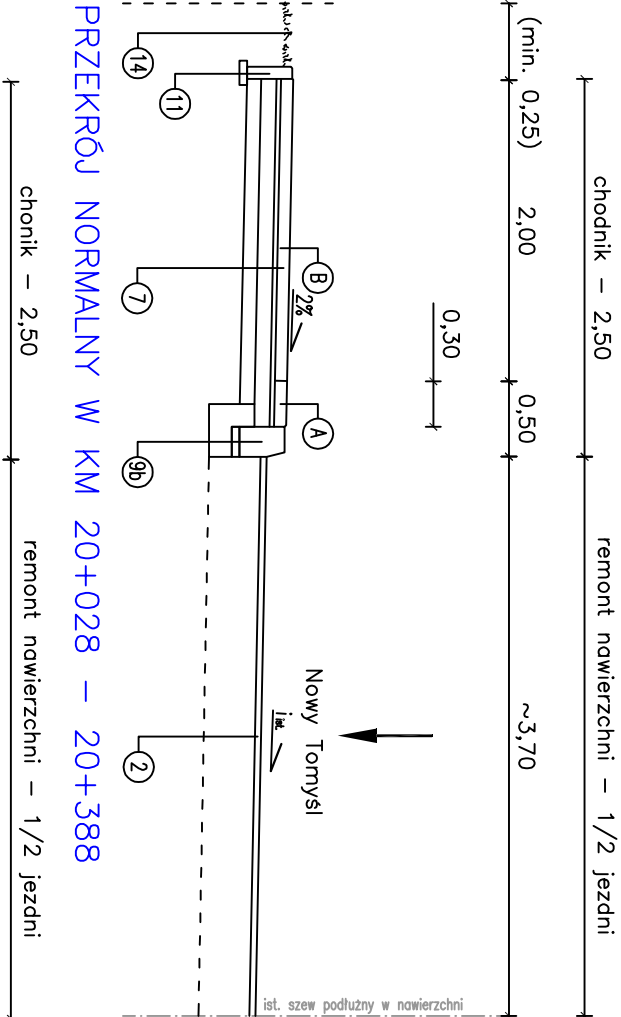 chodnik – 2,50
remont nawierzchni – 1/2 jezdni
(min. 0,25)
2,00
0,50
~3,70
0,30
Nowy Tomyśl
ist. szew podłużny w nawierzchni
B
A
2%
i ist.
14
11
7
9b
2
PRZEKRÓJ NORMALNY W KM 20+028 – 20+388
chonik – 2,50
remont nawierzchni – 1/2 jezdni